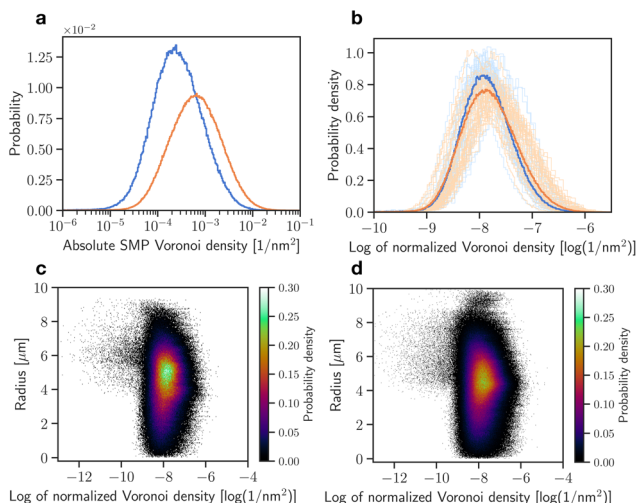 a
×10⁻²
1.25
1.00
0.75
0.50
0.25
0.00
Probability
10⁻⁶ 10⁻⁵ 10⁻⁴ 10⁻³ 10⁻² 10⁻¹
Absolute SMP Voronoi density [1/nm²]
b
1.0
0.8
0.6
0.4
0.2
0.0
Probability density
−10 −9 −8 −7 −6
Log of normalized Voronoi density [log(1/nm²)]
c
10
8
6
4
2
0
Radius [μm]
−12 −10 −8 −6 −4
Log of normalized Voronoi density [log(1/nm²)]
0.30
0.25
0.20
0.15
0.10
0.05
0.00
Probability density
d
10
8
6
4
2
0
Radius [μm]
−12 −10 −8 −6 −4
Log of normalized Voronoi density [log(1/nm²)]
0.30
0.25
0.20
0.15
0.10
0.05
0.00
Probability density